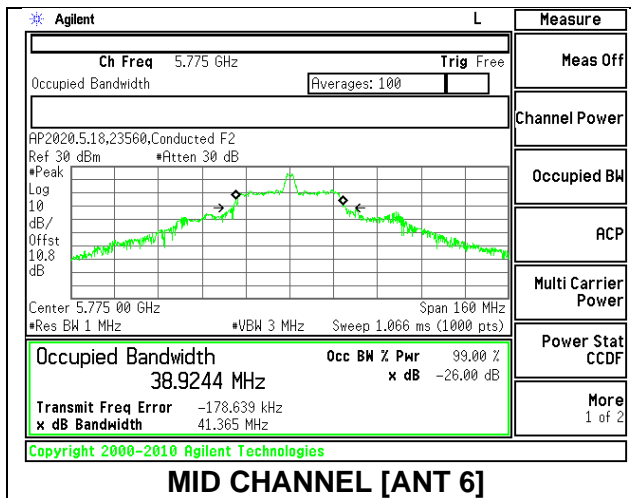 Agilent L
Ch Freq 5.775 GHz Trig Free
Occupied Bandwidth Averages: 100
AP2020.5.18,23560,Conducted F2
Ref 30 dBm #Atten 30 dB
#Peak
Log
10
dB/
Offst
10.8
dB
Center 5.775 00 GHz Span 160 MHz
#Res BW 1 MHz #VBW 3 MHz Sweep 1.066 ms (1000 pts)
Occupied Bandwidth Occ BW % Pwr 99.00 %
38.9244 MHz x dB -26.00 dB
Transmit Freq Error -178.639 kHz
x dB Bandwidth 41.365 MHz
Copyright 2000-2010 Agilent Technologies
Measure
Meas Off
Channel Power
Occupied BW
ACP
Multi Carrier
Power
Power Stat
CCDF
More
1 of 2
MID CHANNEL [ANT 6]